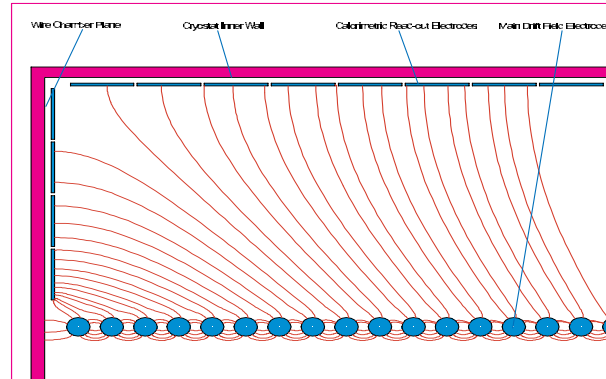 Wire Chamber Plane
Cryostat Inner Wall
Calorimetric Read-out Electrodes
Main Drift Field Electrode